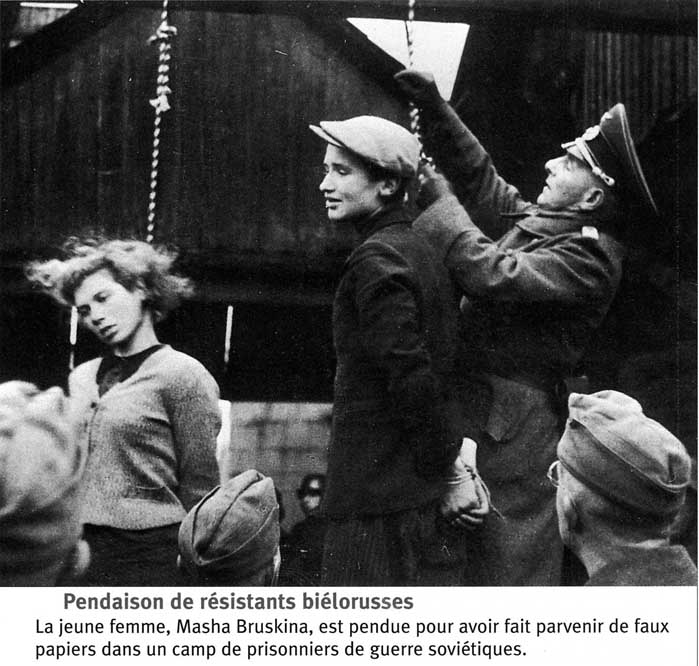 Pendaison de résistants biélorusses
La jeune femme, Masha Bruskina, est pendue pour avoir fait parvenir de faux
papiers dans un camp de prisonniers de guerre soviétiques.